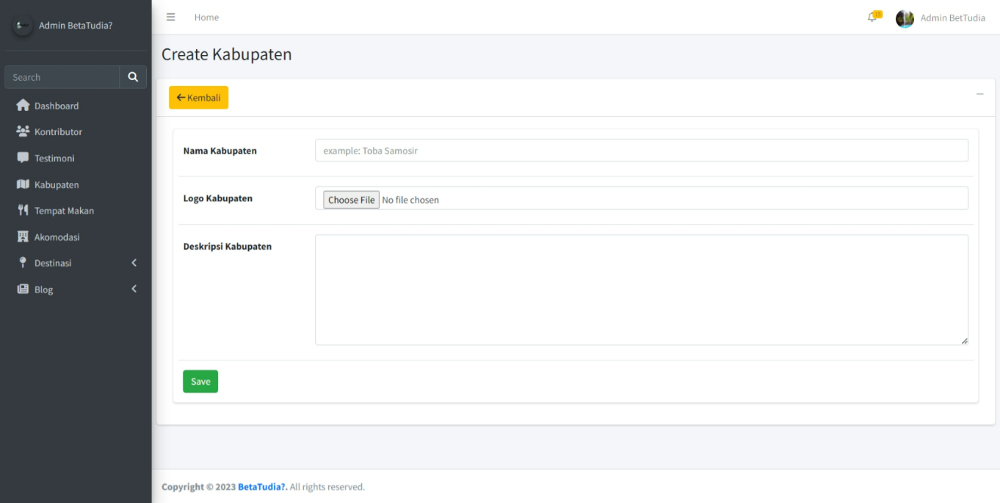 Admin BetaTudia?
Home
Admin BetTudia
Create Kabupaten
Search
Kembali
Dashboard
Kontributor
Testimoni
Kabupaten
Tempat Makan
Akomodasi
Destinasi
Blog
Nama Kabupaten
example: Toba Samosir
Logo Kabupaten
Choose File No file chosen
Deskripsi Kabupaten
Save
Copyright © 2023 BetaTudia?. All rights reserved.